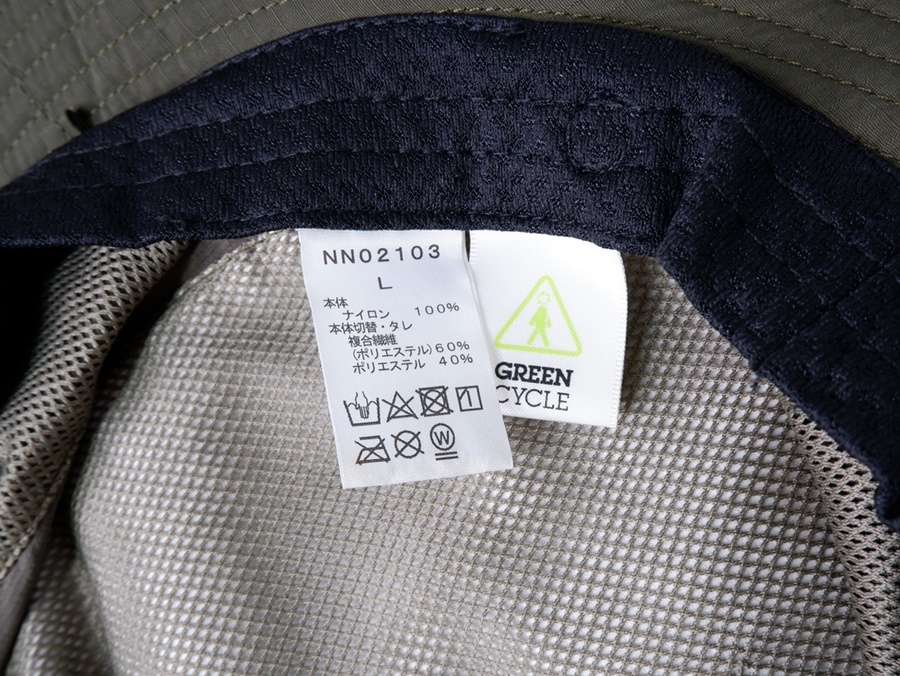 NN02103
L
本体
ナイロン 100%
本体切替・タレ
複合繊維
(ポリエステル)60%
ポリエステル 40%
W
GREEN
CYCLE